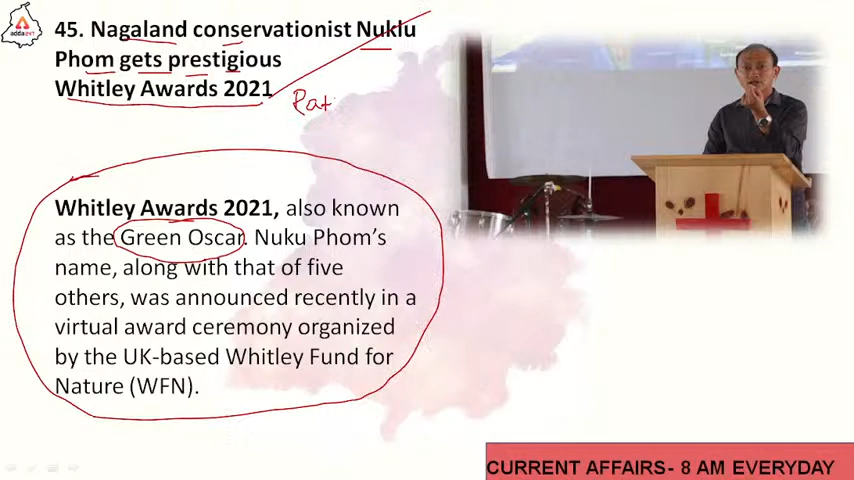 adda247
45. Nagaland conservationist Nuklu
Phom gets prestigious
Whitley Awards 2021
Rat
Whitley Awards 2021, also known
as the Green Oscar. Nuku Phom’s
name, along with that of five
others, was announced recently in a
virtual award ceremony organized
by the UK-based Whitley Fund for
Nature (WFN).
CURRENT AFFAIRS- 8 AM EVERYDAY